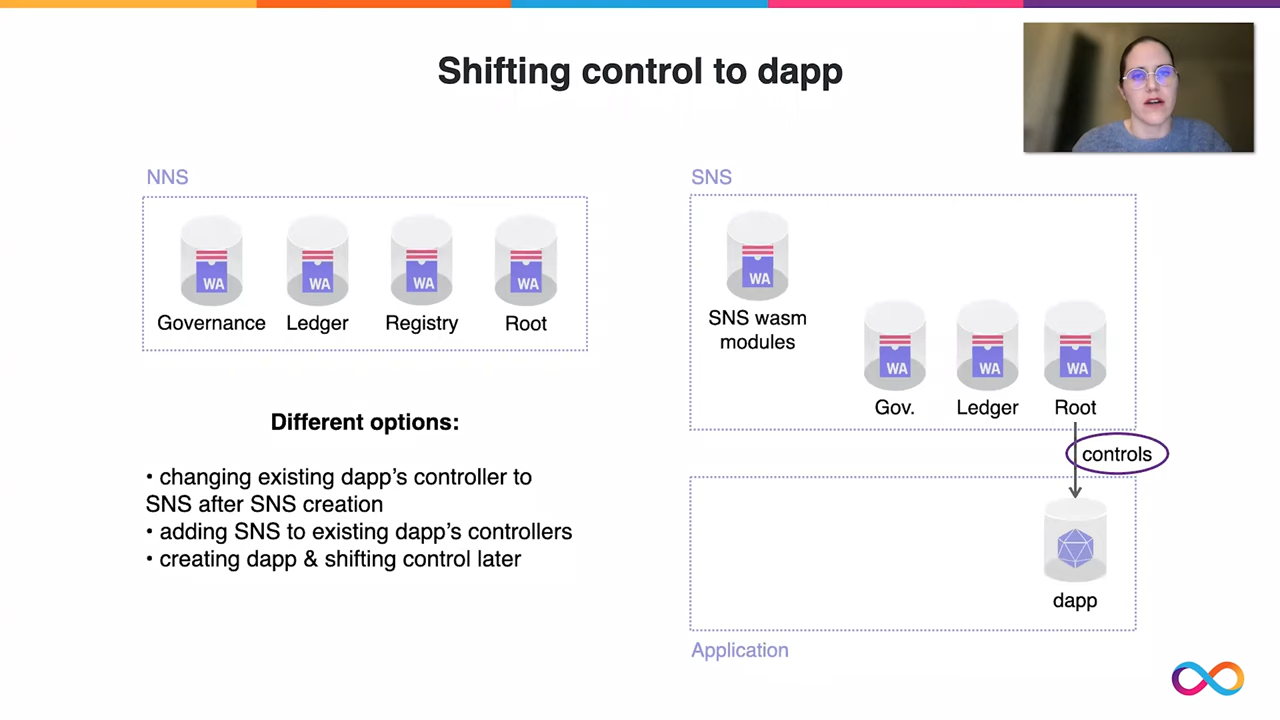 Shifting control to dapp
NNS
WA
WA
WA
WA
Governance
Ledger
Registry
Root
Different options:
• changing existing dapp's controller to
SNS after SNS creation
• adding SNS to existing dapp's controllers
• creating dapp & shifting control later
SNS
WA
SNS wasm
modules
WA
WA
WA
Gov.
Ledger
Root
controls
dapp
Application